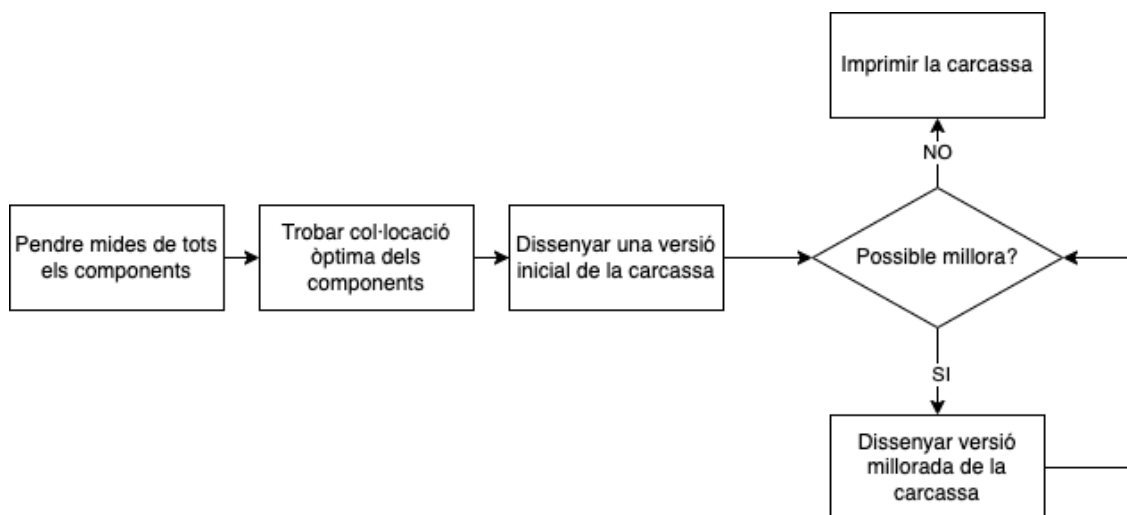 Imprimir la carcassa
NO
Pendre mides de tots
els components
Trobar col·locació
òptima dels
components
Dissenyar una versió
inicial de la carcassa
Possible millora?
SI
Dissenyar versió
millorada de la
carcassa